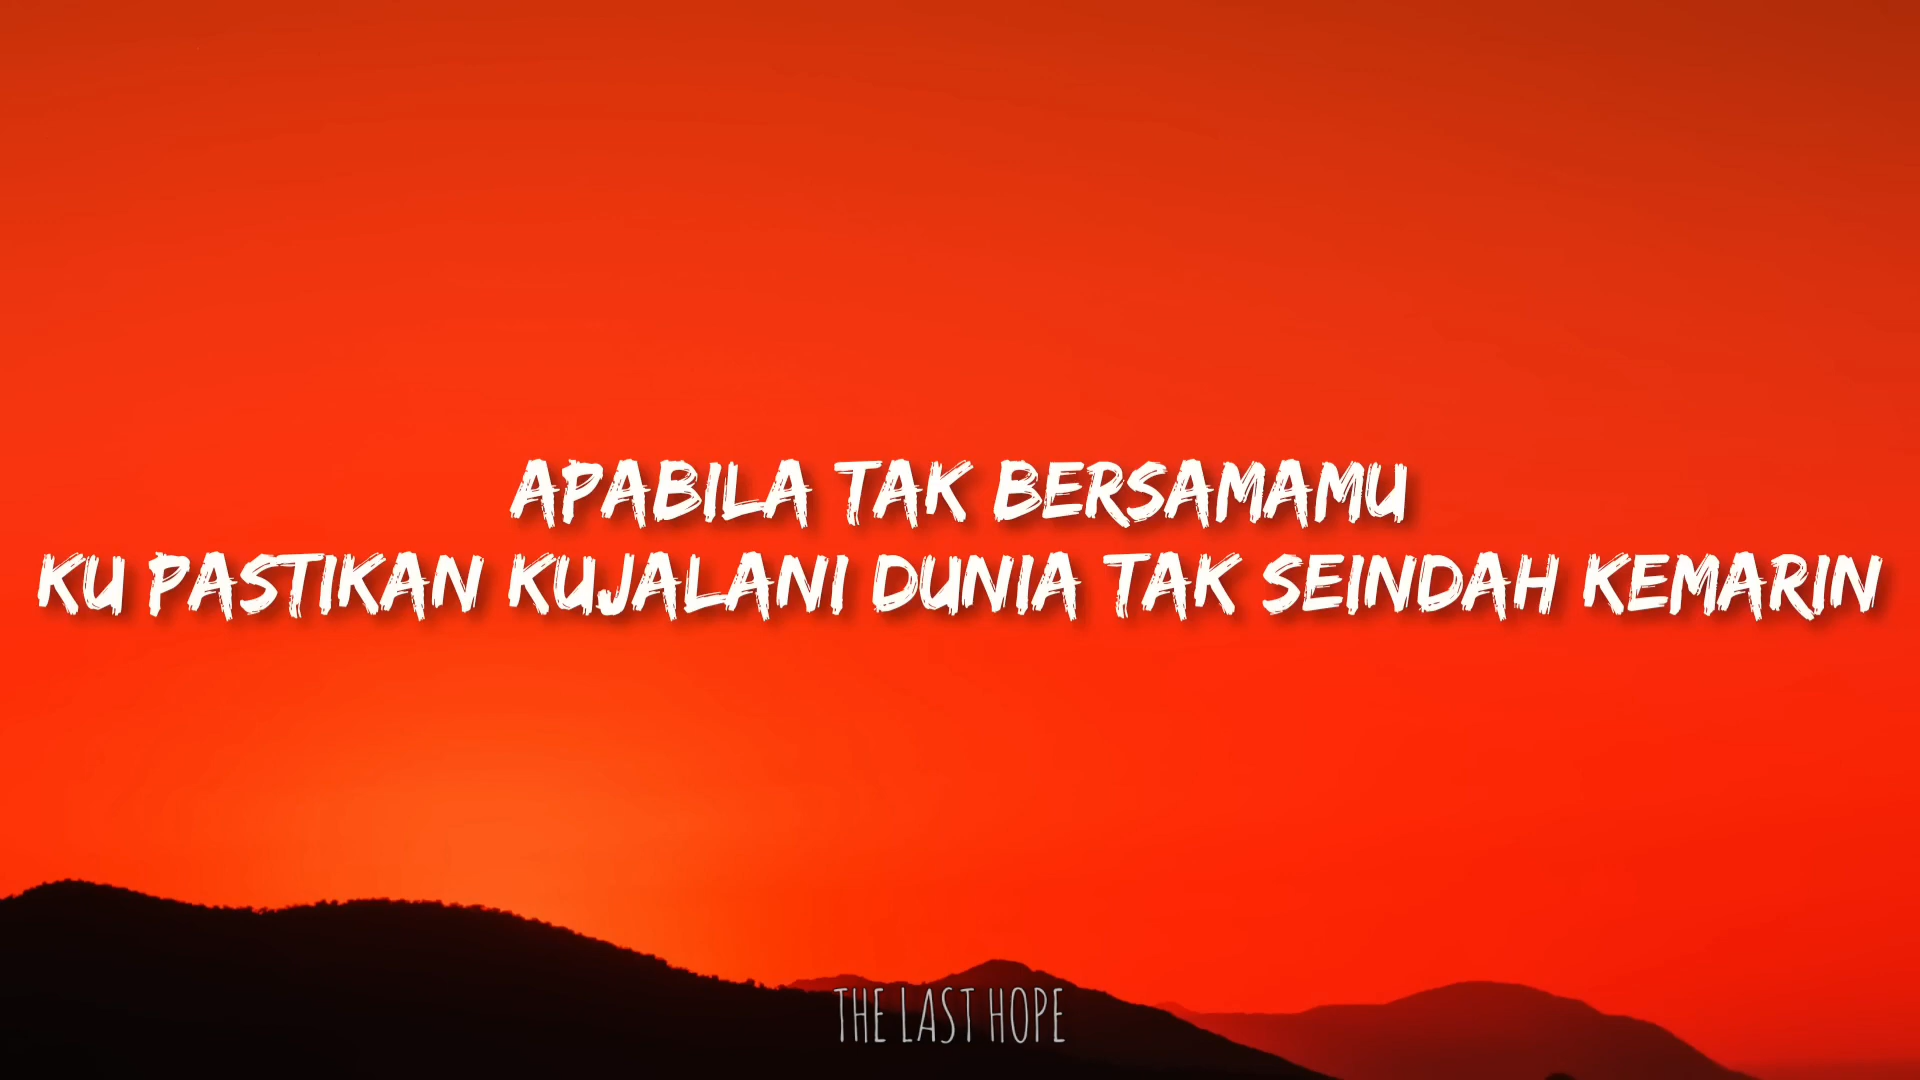 APABILA TAK BERSAMAMU
KU PASTIKAN KUJALANI DUNIA TAK SEINDAH KEMARIN
THE LAST HOPE